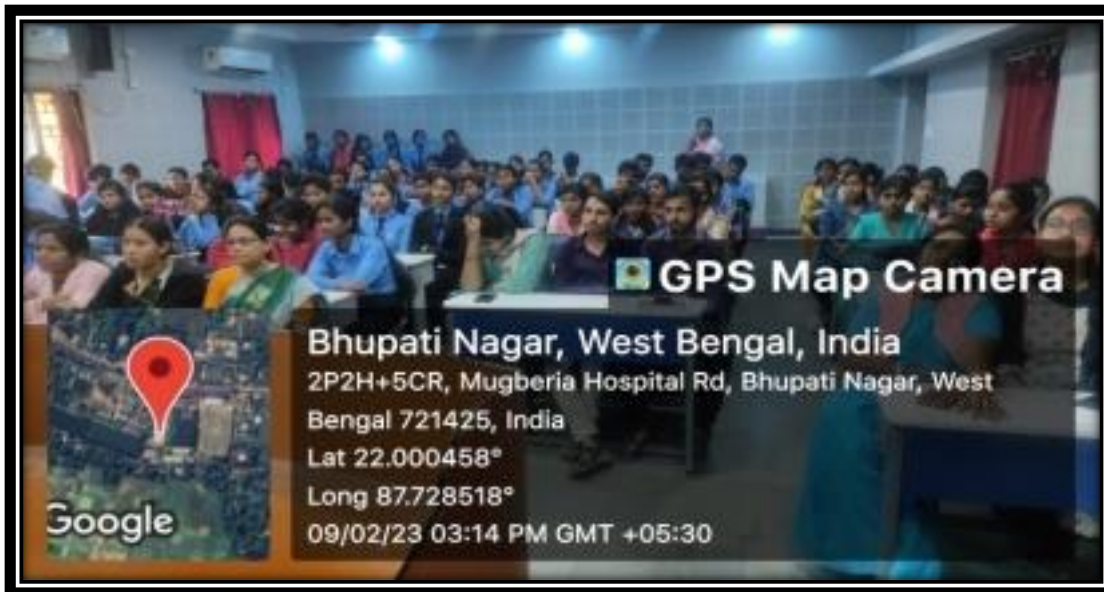 GPS Map Camera
Bhupati Nagar, West Bengal, India
2P2H+5CR, Mugberia Hospital Rd, Bhupati Nagar, West
Bengal 721425, India
Lat 22.000458°
Long 87.728518°
09/02/23 03:14 PM GMT +05:30
Google